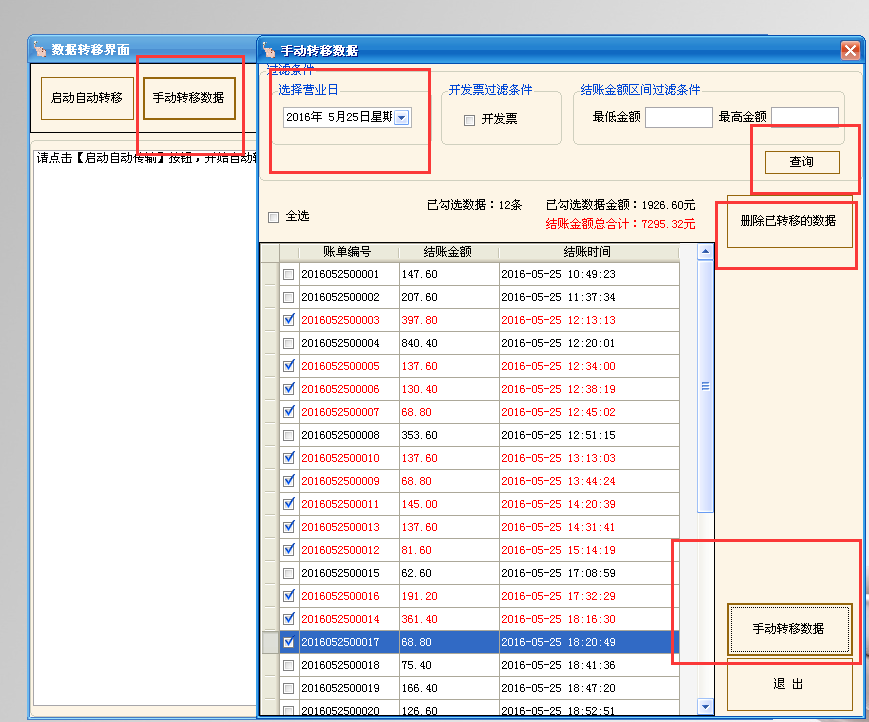 数据转移界面
启动自动转移
手动转移数据
请点击【启动自动传输】按钮，开始自动转
手动转移数据
过滤条件
选择营业日
2016年 5月25日星期
开发票过滤条件
开发票
结账金额区间过滤条件
最低金额
最高金额
查询
全选
已勾选数据：12条
已勾选数据金额：1926.60元
结账金额总合计：7295.32元
删除已转移的数据
账单编号 结账金额 结账时间
2016052500001 147.60 2016-05-25 10:49:23
2016052500002 207.60 2016-05-25 11:37:34
2016052500003 397.80 2016-05-25 12:13:13
2016052500004 840.40 2016-05-25 12:20:01
2016052500005 137.60 2016-05-25 12:34:00
2016052500006 130.40 2016-05-25 12:38:19
2016052500007 68.80 2016-05-25 12:45:02
2016052500008 353.60 2016-05-25 12:51:15
2016052500010 137.60 2016-05-25 13:13:03
2016052500009 68.80 2016-05-25 13:44:24
2016052500011 145.00 2016-05-25 14:20:39
2016052500013 137.60 2016-05-25 14:31:41
2016052500012 81.60 2016-05-25 15:14:19
2016052500015 62.60 2016-05-25 17:08:59
2016052500016 191.20 2016-05-25 17:32:29
2016052500014 361.40 2016-05-25 18:16:30
2016052500017 68.80 2016-05-25 18:20:49
2016052500018 75.40 2016-05-25 18:41:36
2016052500019 166.40 2016-05-25 18:47:20
2016052500020 126.60 2016-05-25 18:52:51
手动转移数据
退 出